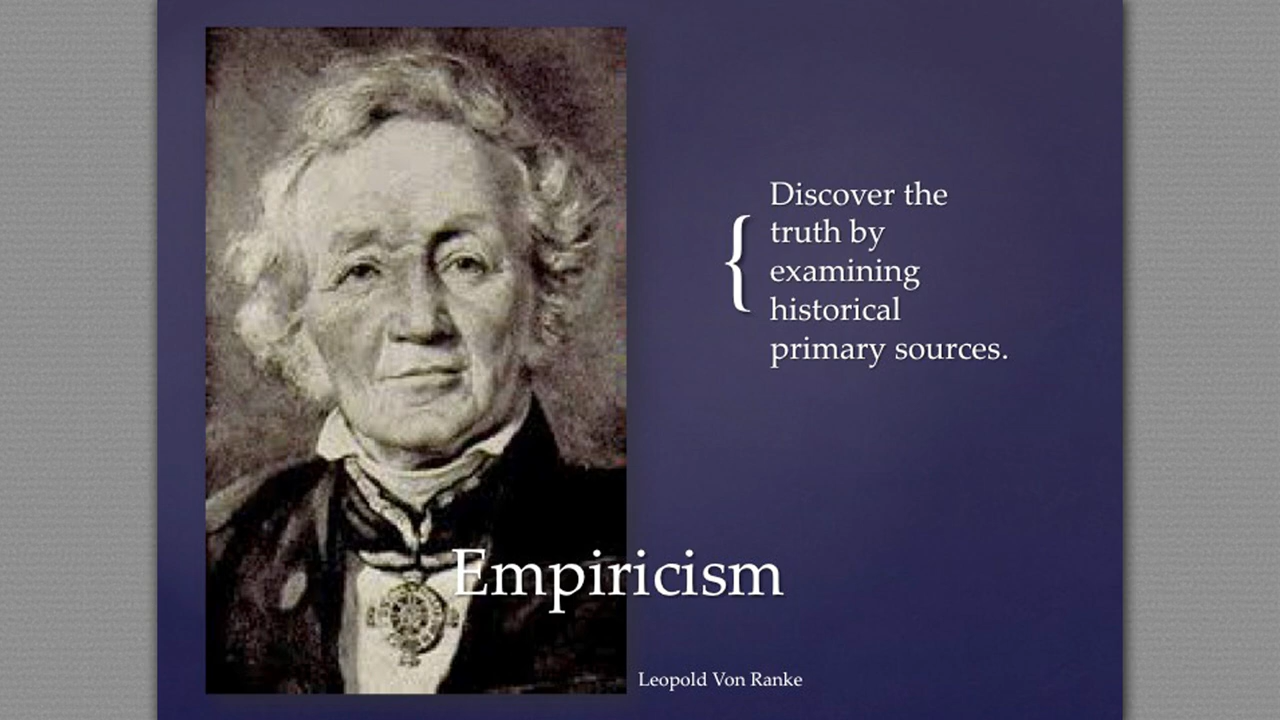 Discover the
truth by
examining
historical
primary sources.
Empiricism
Leopold Von Ranke